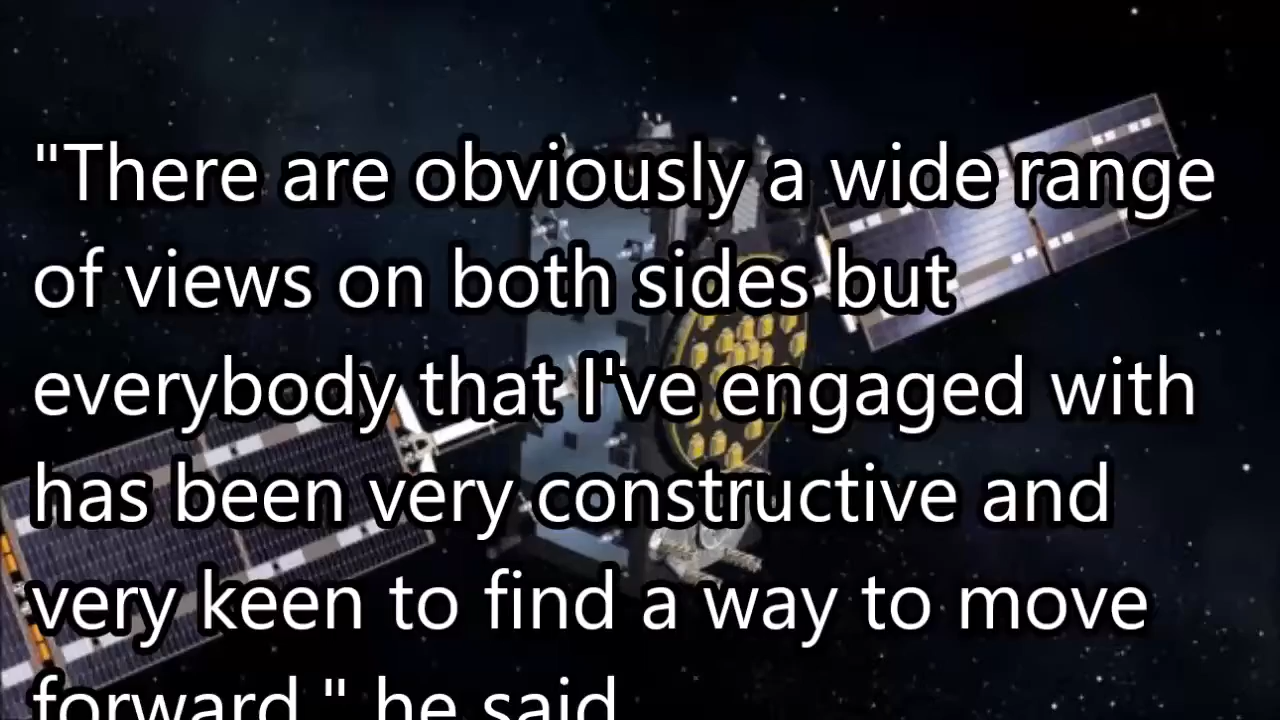 "There are obviously a wide range
of views on both sides but
everybody that I've engaged with
has been very constructive and
very keen to find a way to move
forward," he said